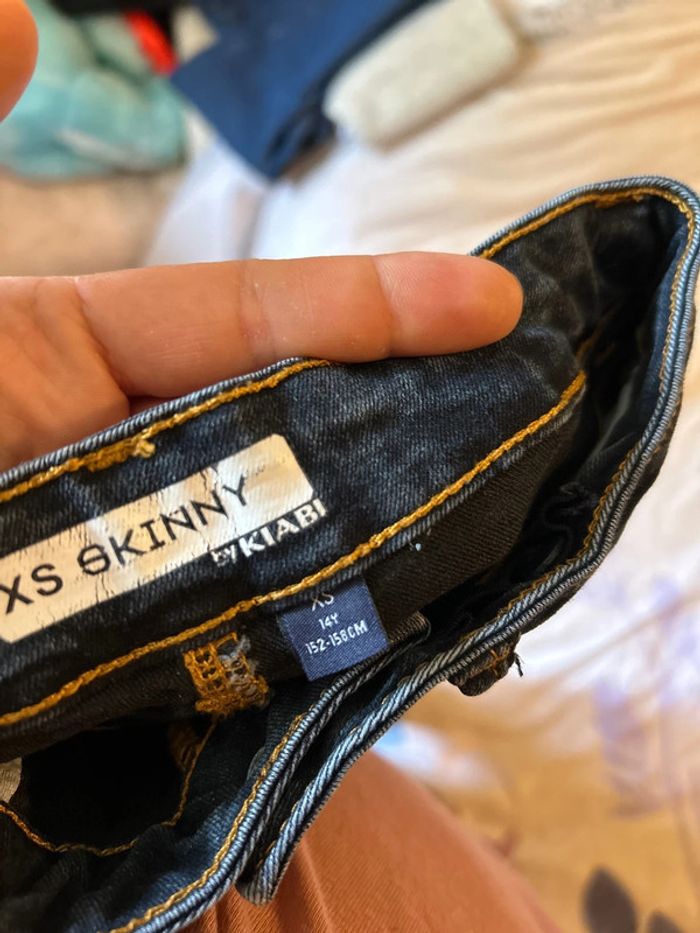 XS SKINNY
BY KIABI
XS
14Y
152-158CM